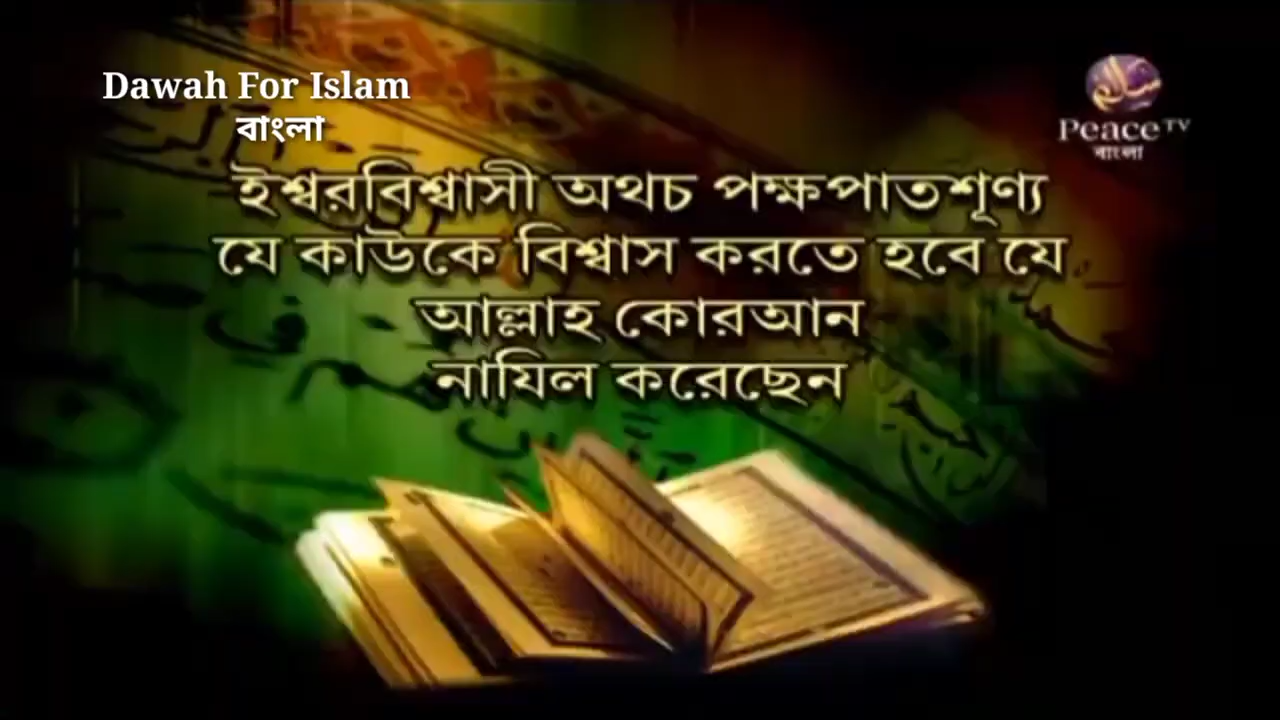 Dawah For Islam
বাংলা
Peace TV
বাংলা
ইশ্বরবিশ্বাসী অথচ পক্ষপাতশূণ্য
যে কাউকে বিশ্বাস করতে হবে যে
আল্লাহ কোরআন
নাযিল করেছেন